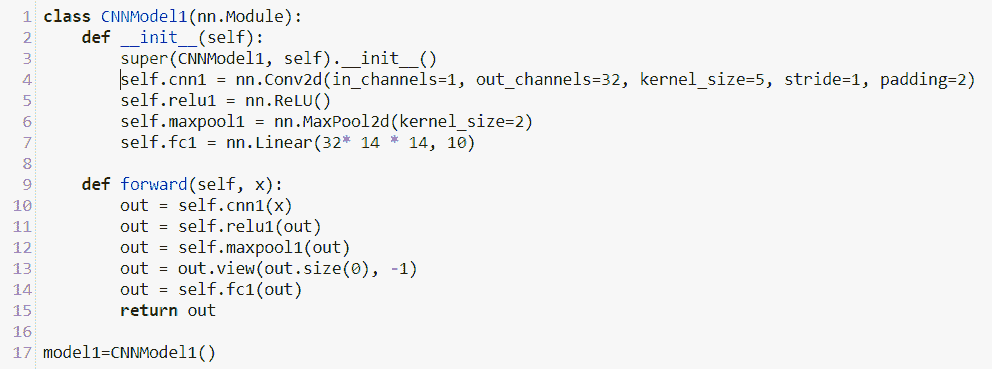 1 class CNNModel1(nn.Module):
2     def __init__(self):
3         super(CNNModel1, self).__init__()
4         self.cnn1 = nn.Conv2d(in_channels=1, out_channels=32, kernel_size=5, stride=1, padding=2)
5         self.relu1 = nn.ReLU()
6         self.maxpool1 = nn.MaxPool2d(kernel_size=2)
7         self.fc1 = nn.Linear(32* 14 * 14, 10)
8
9     def forward(self, x):
10         out = self.cnn1(x)
11         out = self.relu1(out)
12         out = self.maxpool1(out)
13         out = out.view(out.size(0), -1)
14         out = self.fc1(out)
15         return out
16
17 model1=CNNModel1()